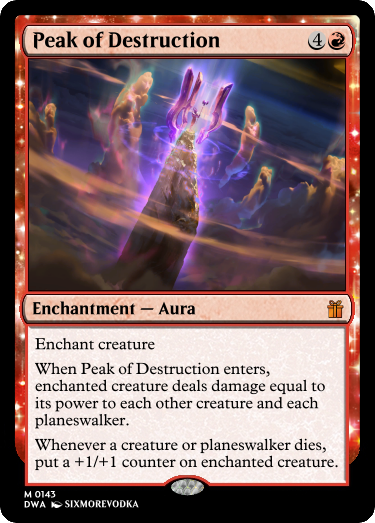 Peak of Destruction 4
Enchantment — Aura
Enchant creature
When Peak of Destruction enters,
enchanted creature deals damage equal to
its power to each other creature and each
planeswalker.
Whenever a creature or planeswalker dies,
put a +1/+1 counter on enchanted creature.
M 0143
DWA SIXMOREVODKA